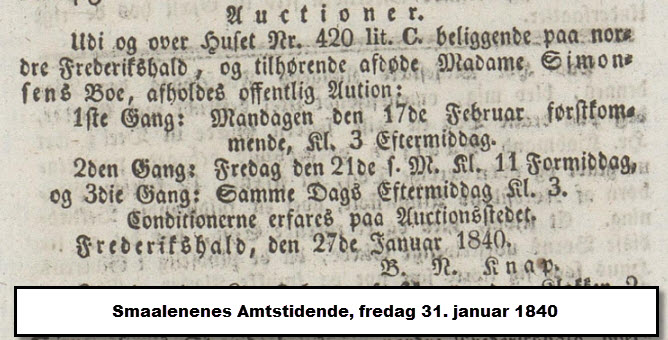 Auctioner.
Udi og over Huset Nr. 420 lit. C. beliggende paa nor-
dre Frederikshald, og tilhørende afdøde Madame Simon-
sens Boe, afholdes offentlig Aution:
1ste Gang: Mandagen den 17de Februar førstkom-
mende, Kl. 3 Eftermiddag.
2den Gang: Fredag den 21de s. M. Kl. 11 Formiddag,
og 3die Gang: Samme Dags Eftermiddag Kl. 3.
Conditionerne erfares paa Auctionsstedet.
Frederikshald, den 27de Januar 1840.
B. N. Knap.
Smaalenenes Amtstidende, fredag 31. januar 1840